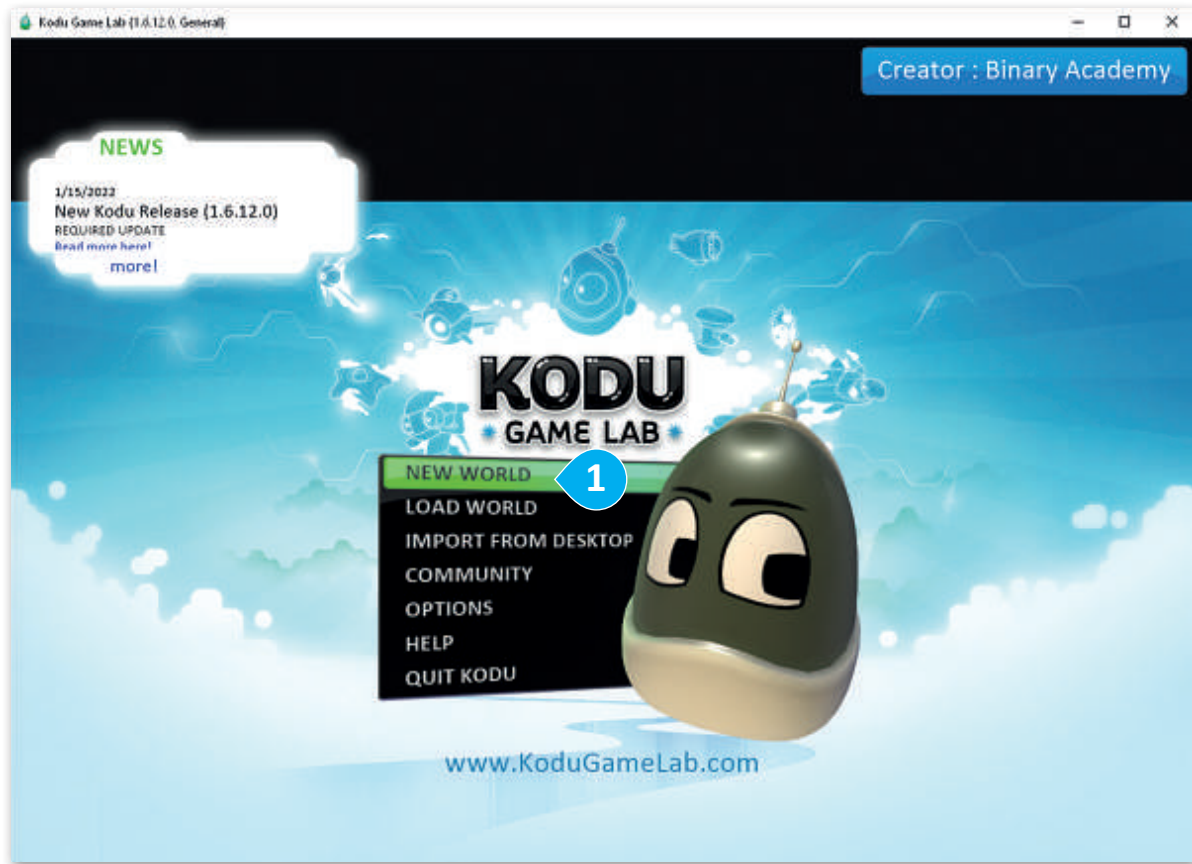 Kodu Game Lab (1.6.12.0, General)
Creator : Binary Academy
NEWS
1/15/2022
New Kodu Release (1.6.12.0)
REQUIRED UPDATE
Read more here!
more!
KODU
GAME LAB
NEW WORLD
1
LOAD WORLD
IMPORT FROM DESKTOP
COMMUNITY
OPTIONS
HELP
QUIT KODU
www.KoduGameLab.com